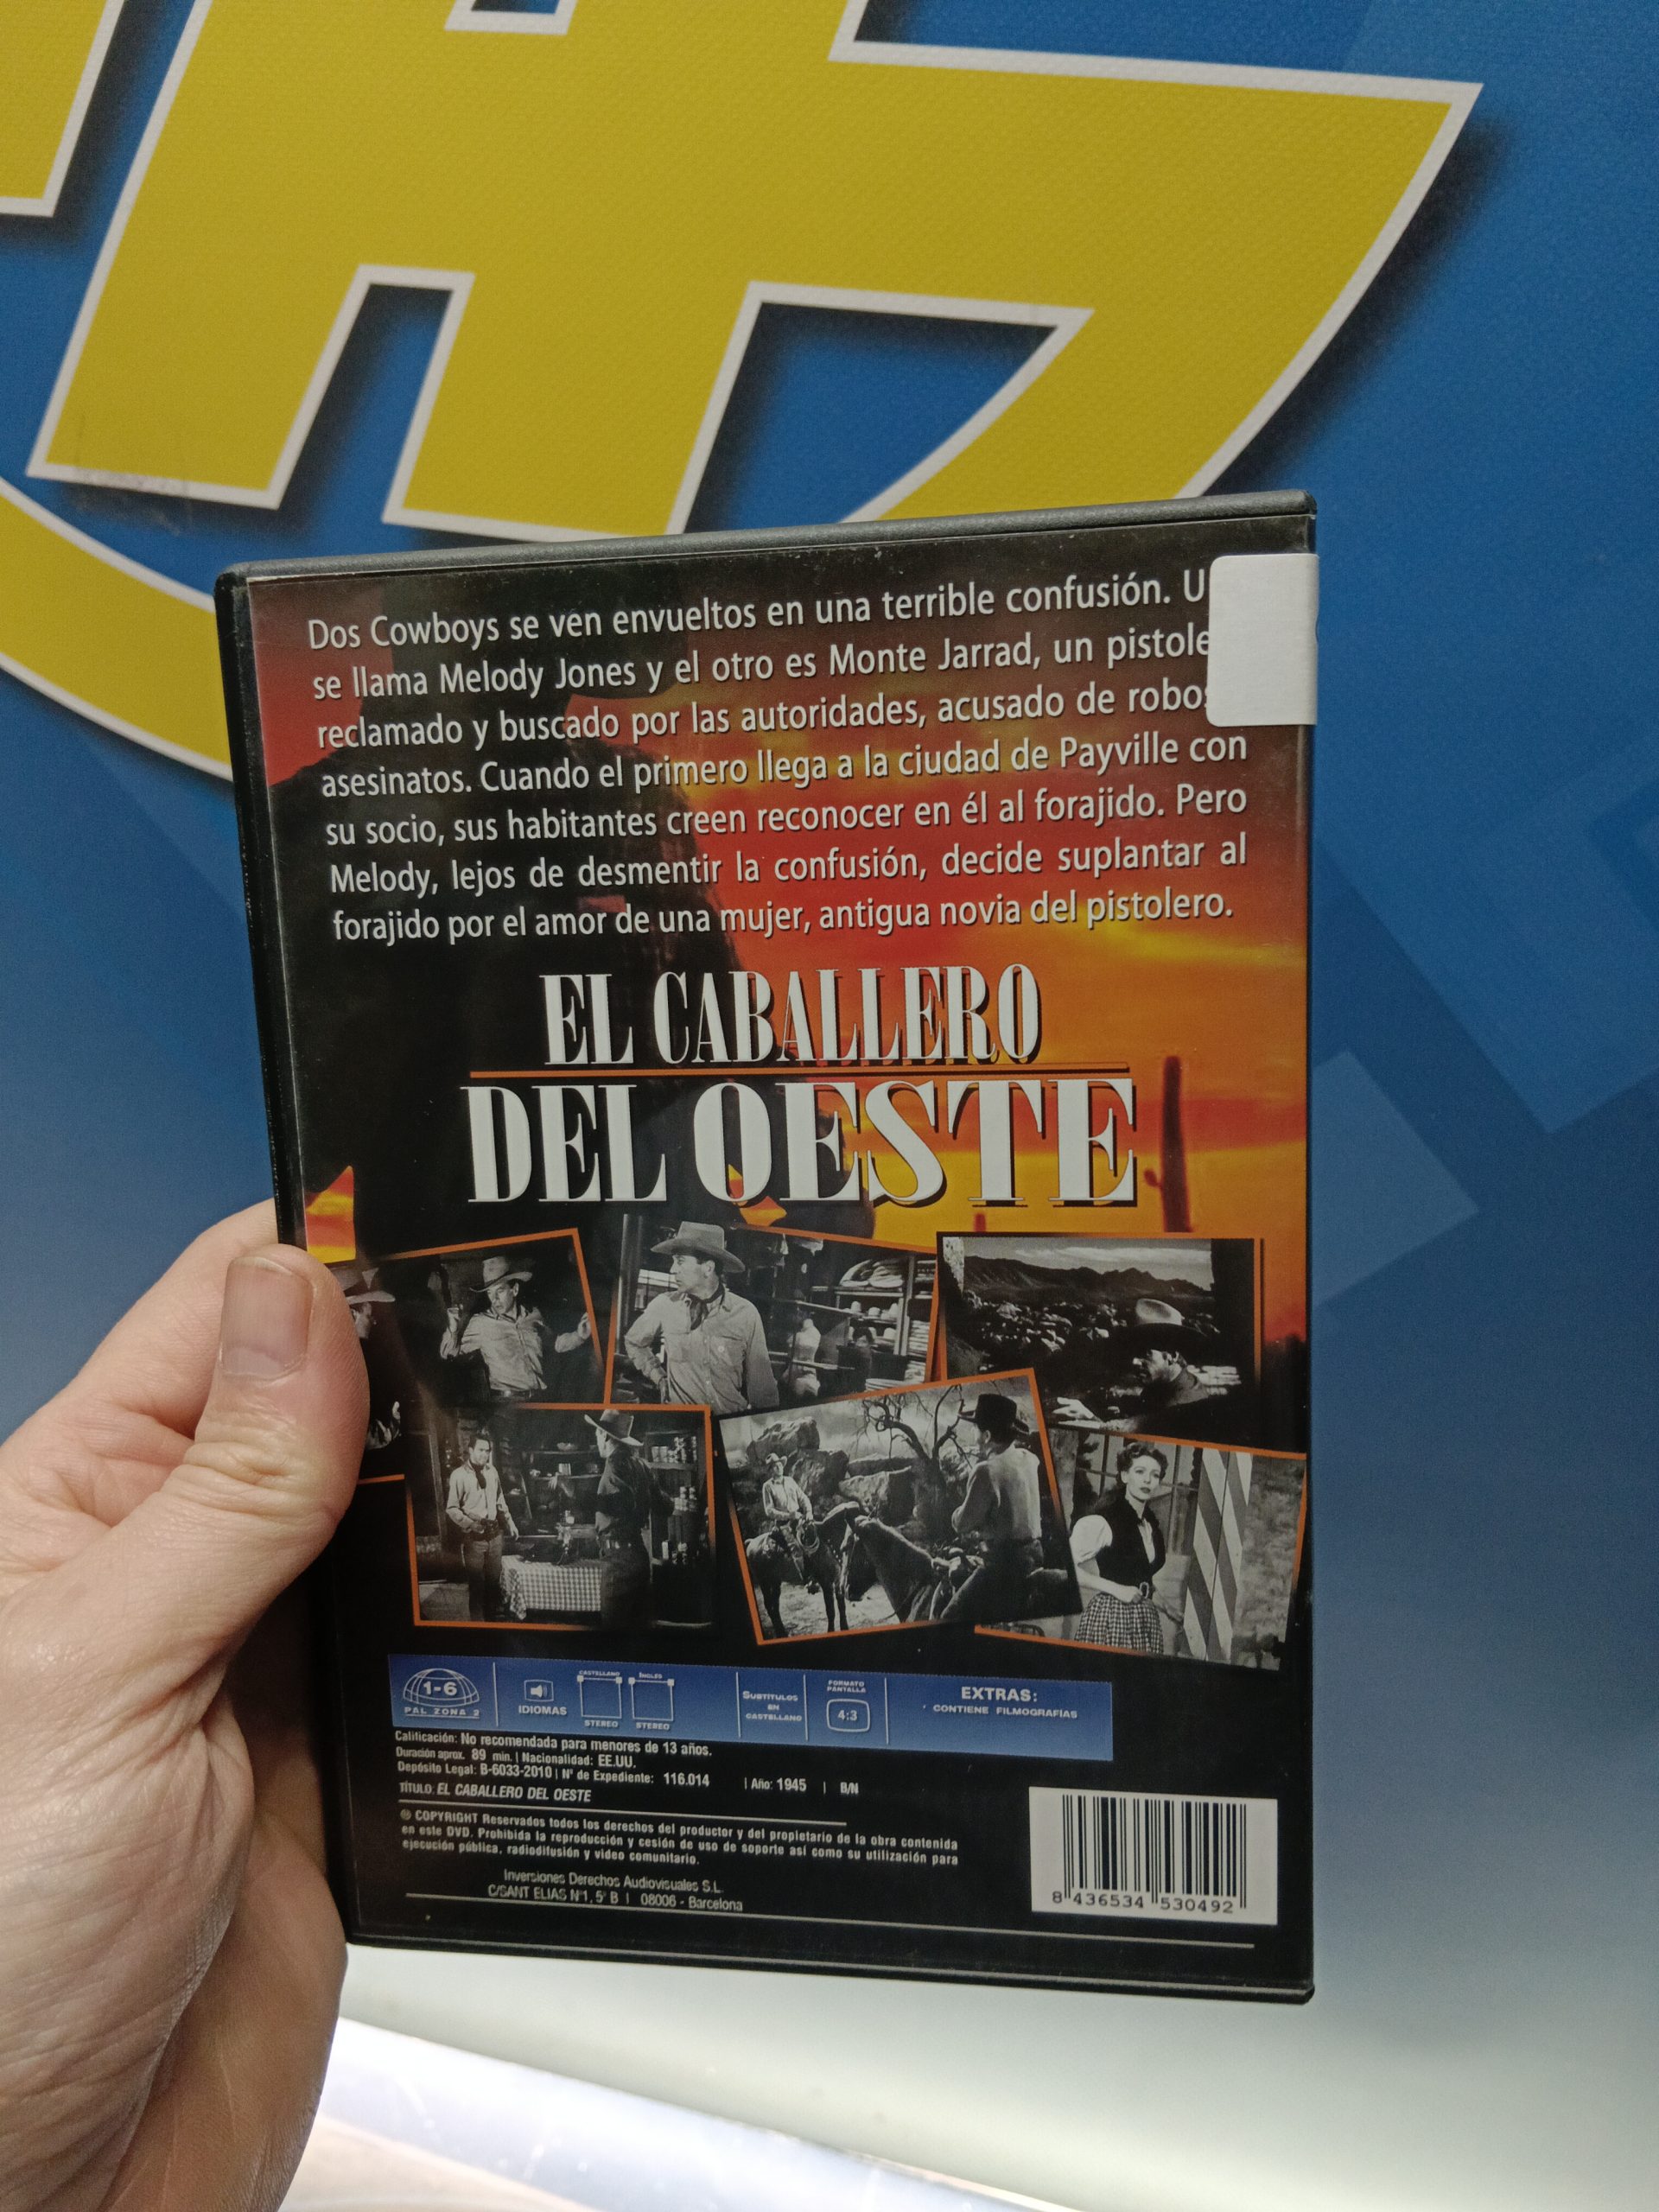 Dos Cowboys se ven envueltos en una terrible confusión. U
se llama Melody Jones y el otro es Monte Jarrad, un pistole
reclamado y buscado por las autoridades, acusado de robos
asesinatos. Cuando el primero llega a la ciudad de Payville con
su socio, sus habitantes creen reconocer en él al forajido. Pero
Melody, lejos de desmentir la confusión, decide suplantar al
forajido por el amor de una mujer, antigua novia del pistolero.
EL CABALLERO
DEL OESTE
1-6
PAL ZONA 2
IDIOMAS
CASTELLANO
STEREO
INGLES
STEREO
SUBTÍTULOS
EN
CASTELLANO
FORMATO
PANTALLA
4:3
EXTRAS:
· CONTIENE FILMOGRAFÍAS
Calificación: No recomendada para menores de 13 años.
Duración aprox. 89 min. | Nacionalidad: EE.UU.
Depósito Legal: B-6033-2010 | Nº de Expediente: 116.014 | Año: 1945 | B/N
TÍTULO: EL CABALLERO DEL OESTE
© COPYRIGHT Reservados todos los derechos del productor y del propietario de la obra contenida
en este DVD. Prohibida la reproducción y cesión de uso de soporte así como su utilización para
ejecución pública, radiodifusión y video comunitario.
Inversiones Derechos Audiovisuales S.L.
C/SANT ELIAS Nº1, 5º B | 08006 - Barcelona
8 436534 530492